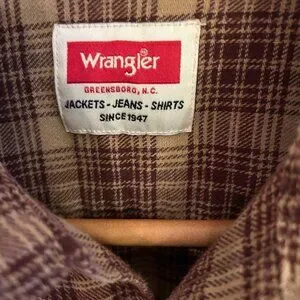 Wrangler®
GREENSBORO, N.C.
JACKETS - JEANS - SHIRTS
SINCE 1947